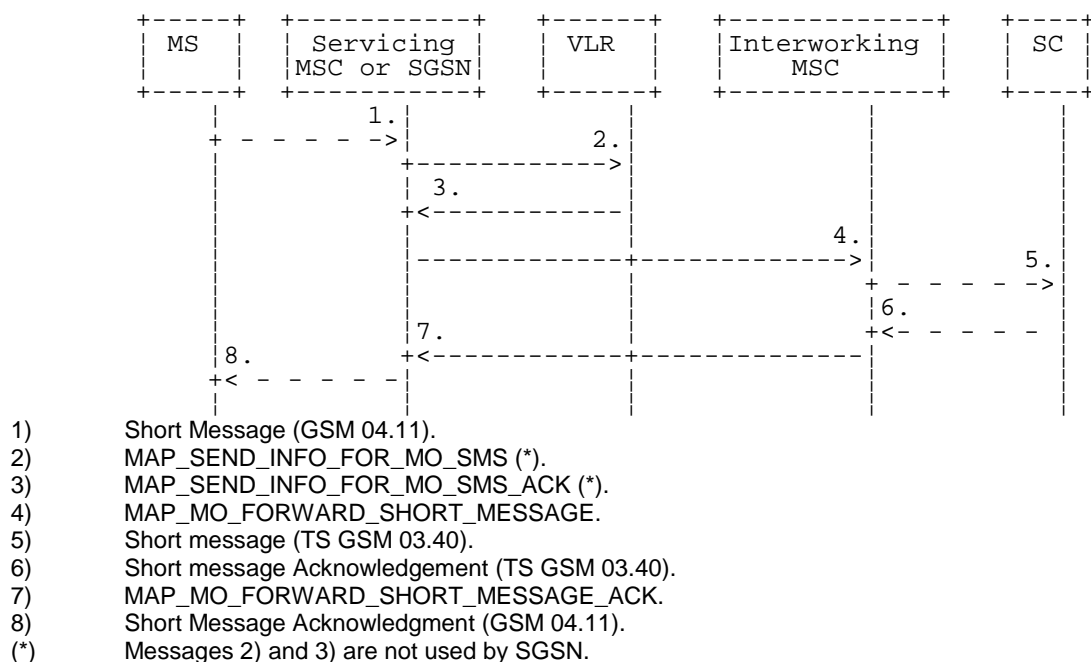 MS Servicing VLR Interworking SC
MSC or SGSN MSC
1.
2.
3.
4.
5.
6.
7.
8.
1) Short Message (GSM 04.11).
2) MAP_SEND_INFO_FOR_MO_SMS (*).
3) MAP_SEND_INFO_FOR_MO_SMS_ACK (*).
4) MAP_MO_FORWARD_SHORT_MESSAGE.
5) Short message (TS GSM 03.40).
6) Short message Acknowledgement (TS GSM 03.40).
7) MAP_MO_FORWARD_SHORT_MESSAGE_ACK.
8) Short Message Acknowledgment (GSM 04.11).
(*) Messages 2) and 3) are not used by SGSN.